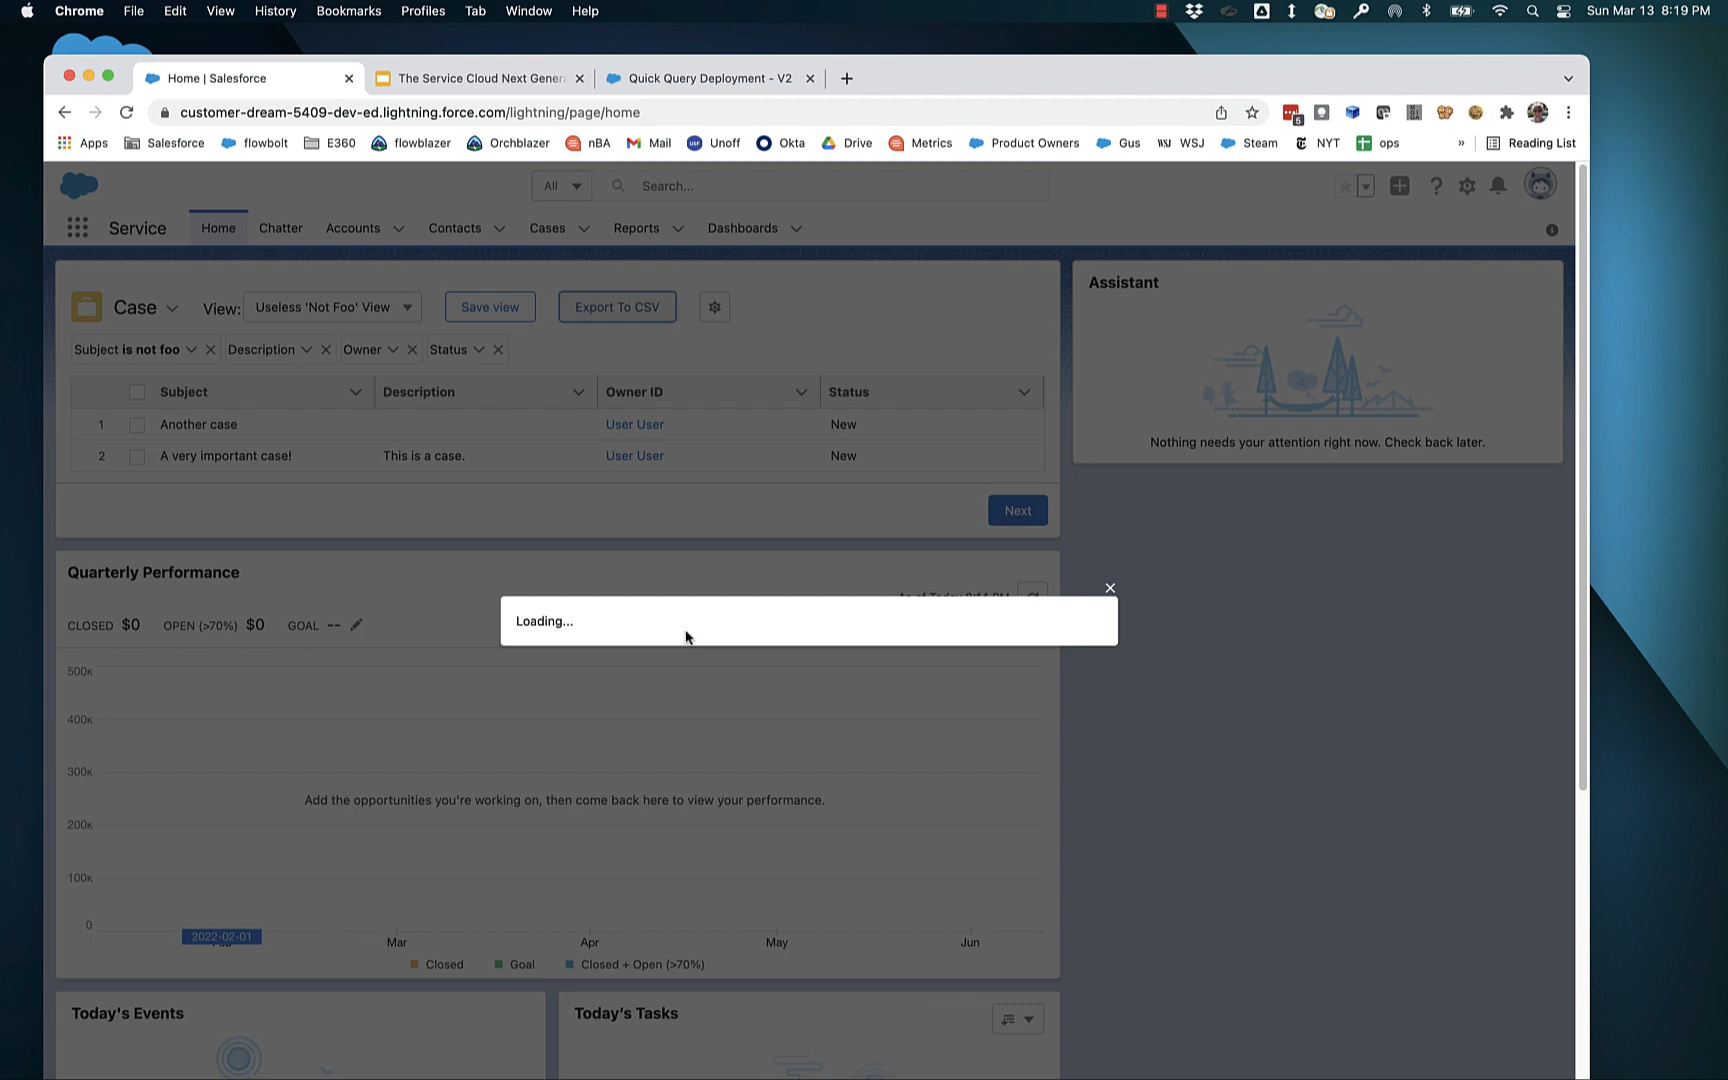 Chrome File Edit View History Bookmarks Profiles Tab Window Help Sun Mar 13 8:19 PM
Home | Salesforce The Service Cloud Next Gener Quick Query Deployment - V2
customer-dream-5409-dev-ed.lightning.force.com/lightning/page/home
Apps Salesforce flowbolt E360 flowblazer Orchblazer nBA Mail Unoff Okta Drive Metrics Product Owners Gus WSJ WSJ Steam NYT ops » Reading List
All Search...
Service Home Chatter Accounts Contacts Cases Reports Dashboards
Case View: Useless 'Not Foo' View Save view Export To CSV
Subject is not foo Description Owner Status
Subject Description Owner ID Status
1 Another case User User New
2 A very important case! This is a case. User User New
Next
Assistant
Nothing needs your attention right now. Check back later.
Quarterly Performance
CLOSED $0 OPEN (>70%) $0 GOAL --
Loading...
500K
400K
300K
Add the opportunities you're working on, then come back here to view your performance.
200K
100K
0
2022-02-01 Mar Apr May Jun
Closed Goal Closed + Open (>70%)
Today's Events Today's Tasks